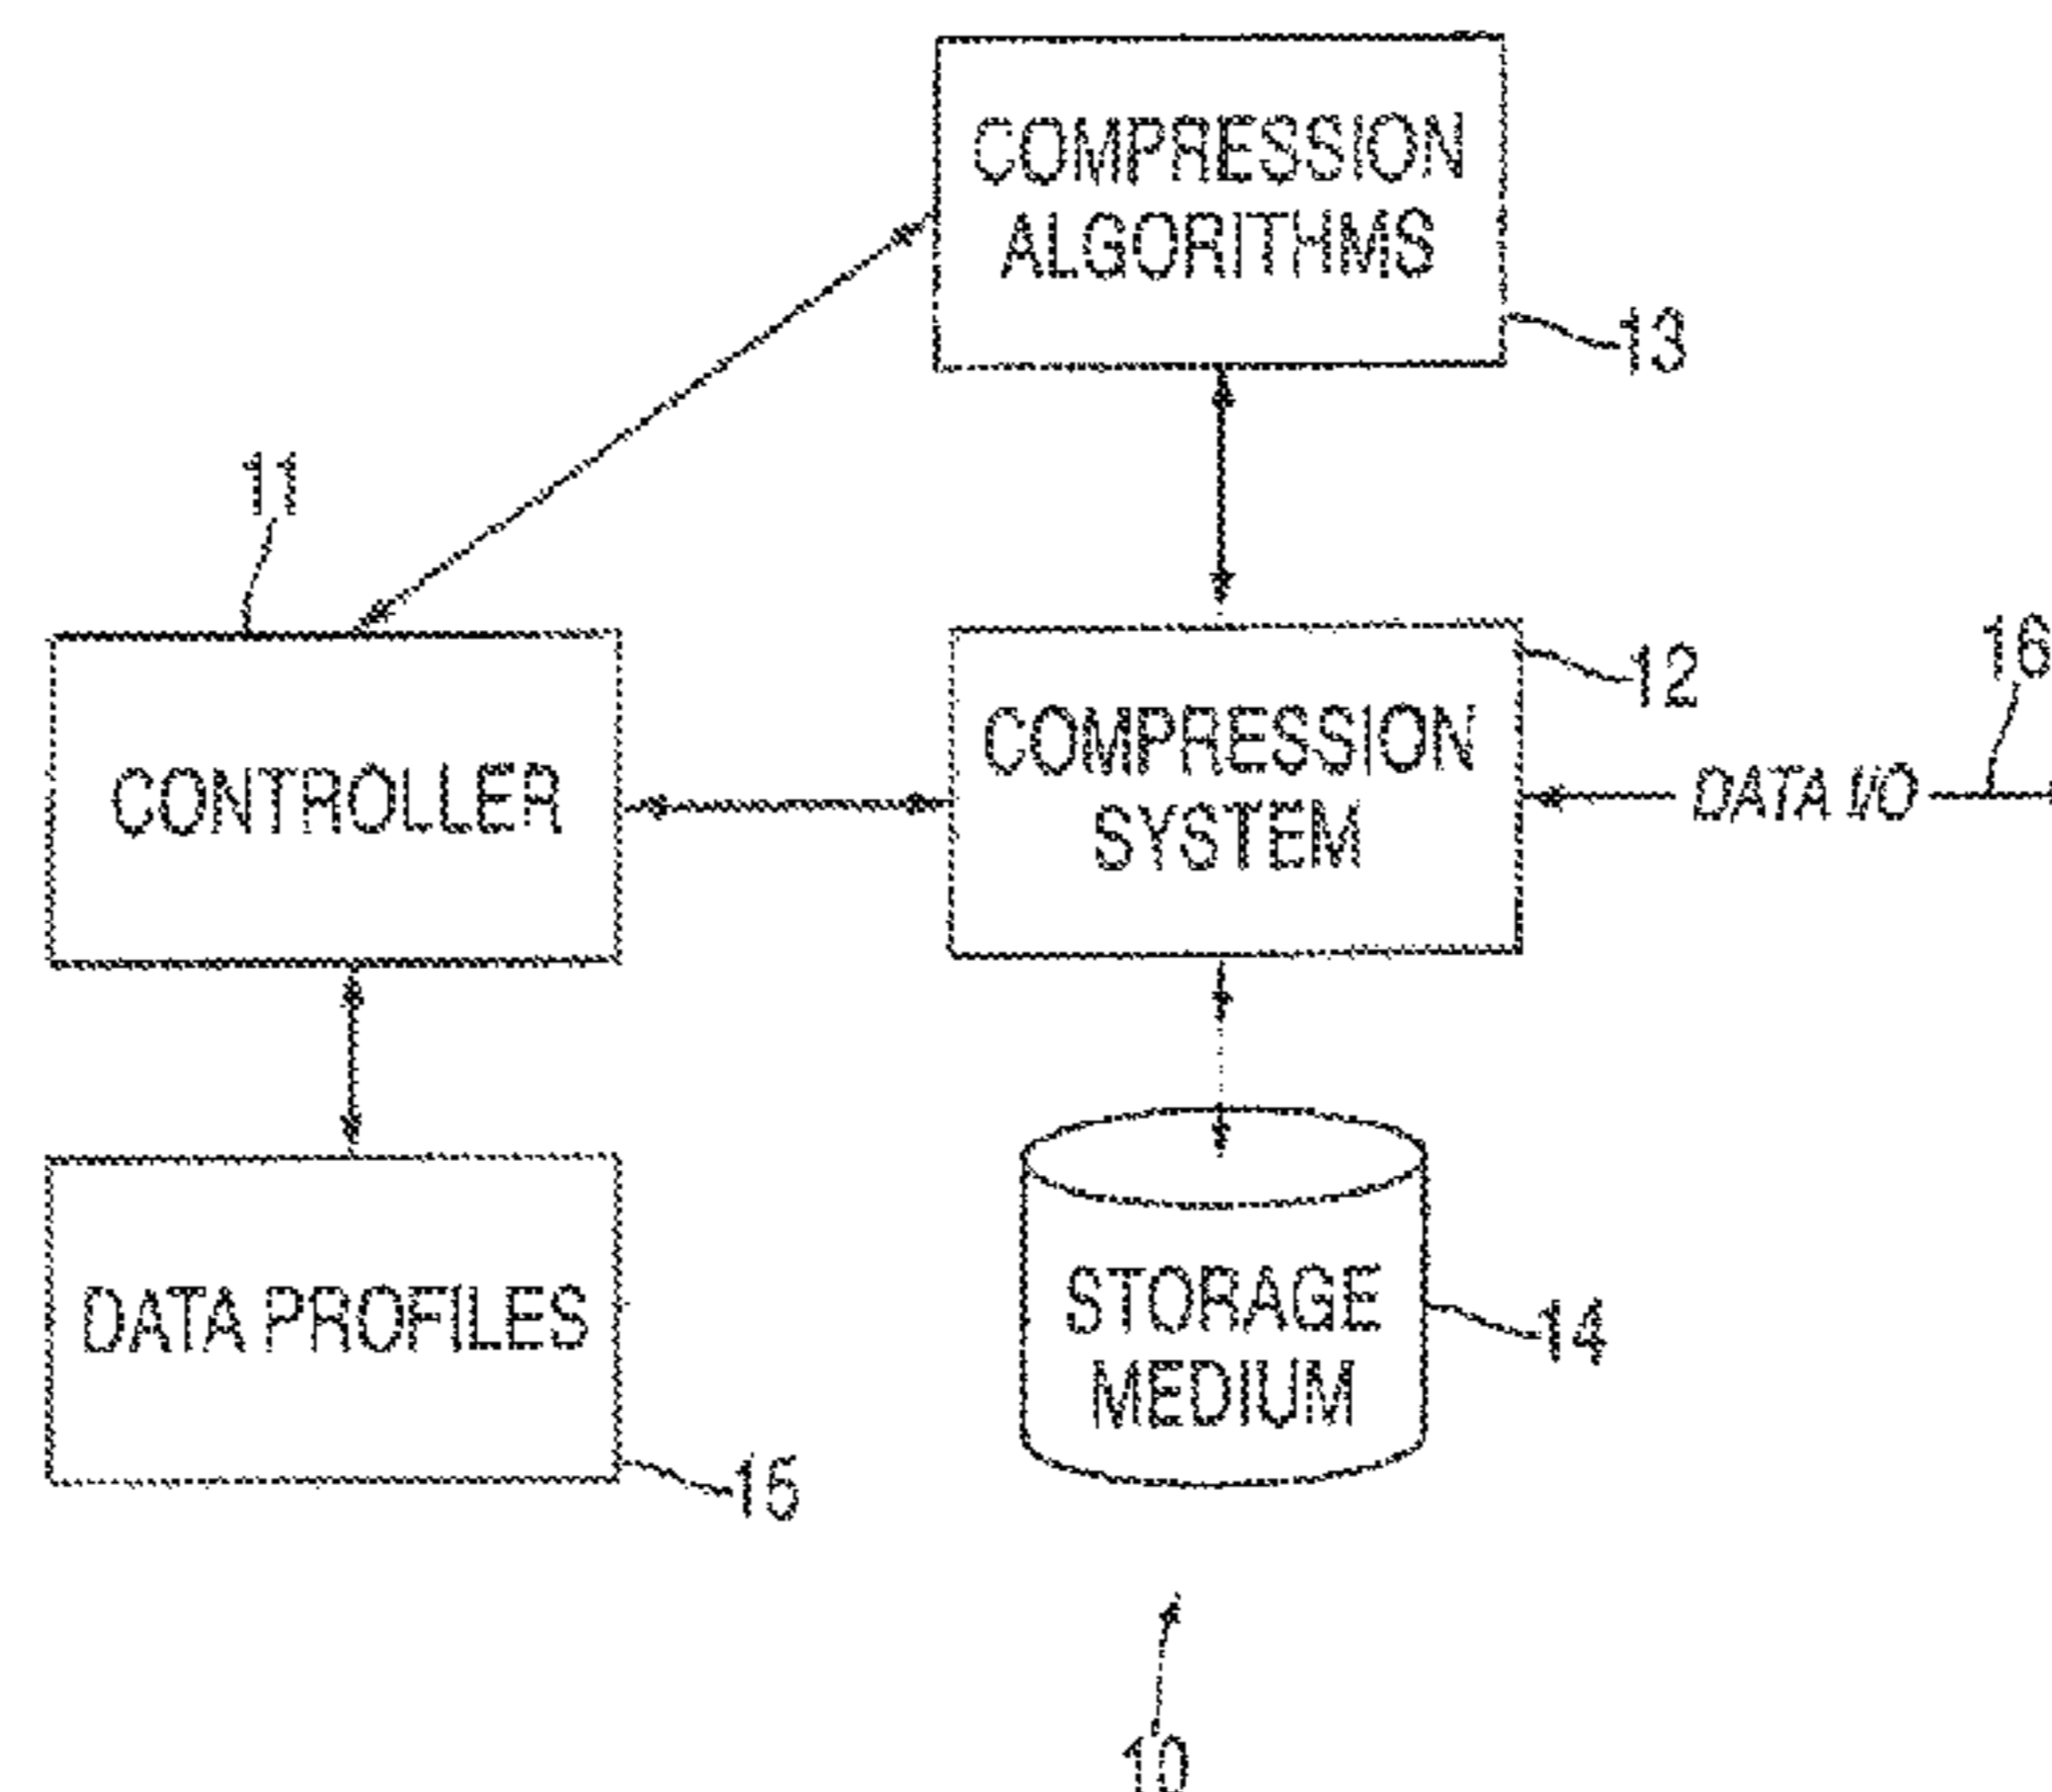 COMPRESSION
ALGORITHMS
13
11
CONTROLLER
COMPRESSION
SYSTEM
12
16
DATA I/O
DATA PROFILES
15
STORAGE
MEDIUM
14
10